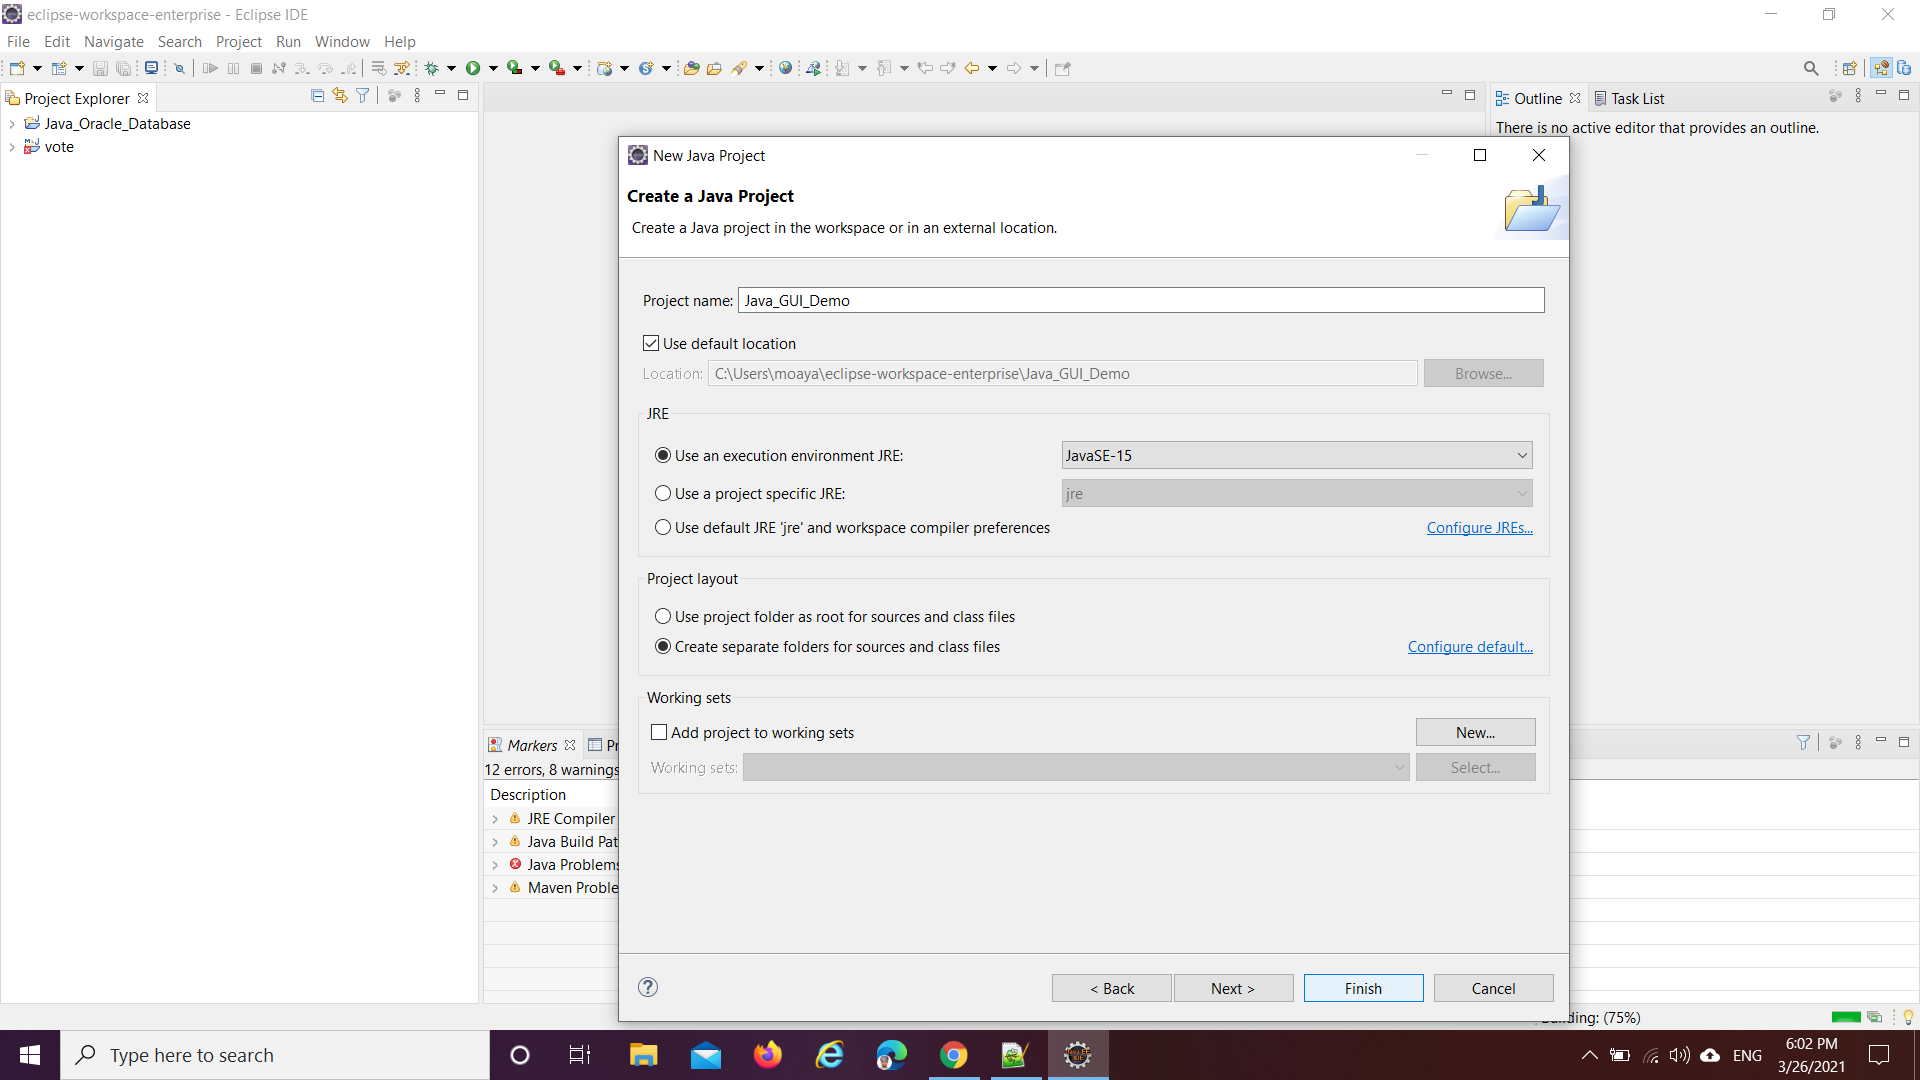 eclipse-workspace-enterprise - Eclipse IDE
File Edit Navigate Search Project Run Window Help
Project Explorer
Outline
Task List
Java_Oracle_Database
vote
There is no active editor that provides an outline.
New Java Project
Create a Java Project
Create a Java project in the workspace or in an external location.
Project name: Java_GUI_Demo
Use default location
Location: C:\Users\moaya\eclipse-workspace-enterprise\Java_GUI_Demo Browse...
JRE
Use an execution environment JRE: JavaSE-15
Use a project specific JRE: jre
Use default JRE 'jre' and workspace compiler preferences Configure JREs...
Project layout
Use project folder as root for sources and class files
Create separate folders for sources and class files Configure default...
Working sets
Add project to working sets New...
Working sets: Select...
< Back Next > Finish Cancel
Markers Pr
12 errors, 8 warnings
Description
JRE Compiler
Java Build Pat
Java Problems
Maven Proble
ding: (75%)
Type here to search
ENG
6:02 PM
3/26/2021